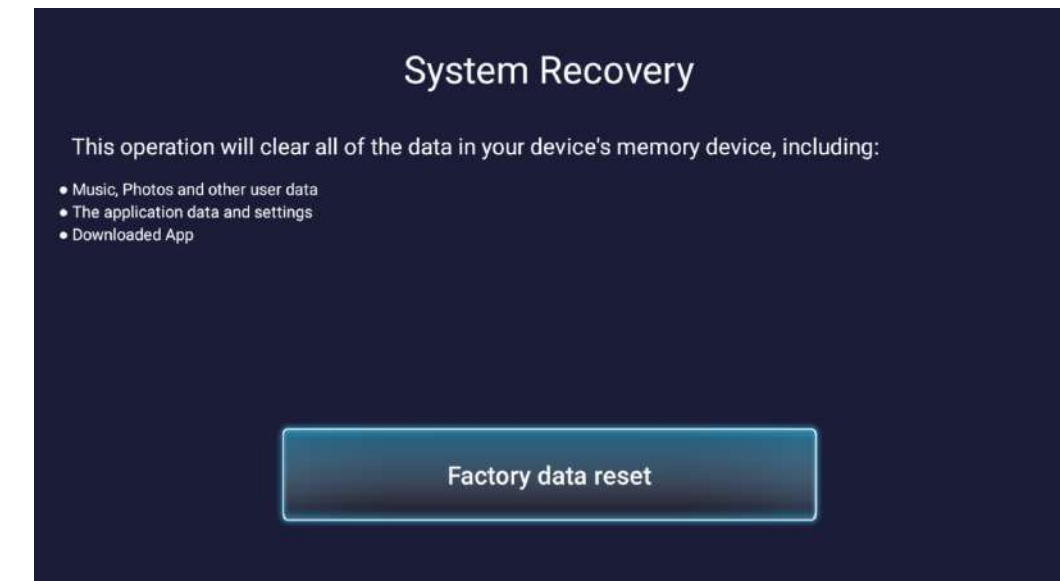 System Recovery
This operation will clear all of the data in your device's memory device, including:
● Music, Photos and other user data
● The application data and settings
● Downloaded App
Factory data reset